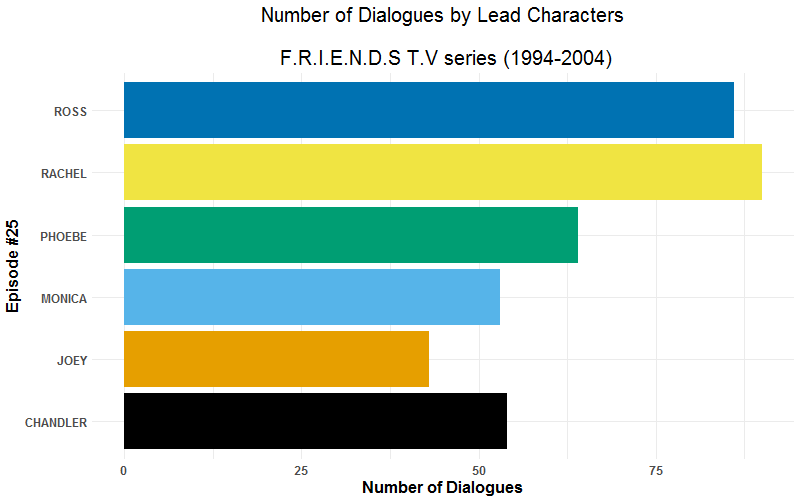 Number of Dialogues by Lead Characters
F.R.I.E.N.D.S T.V series (1994-2004)
ROSS
RACHEL
PHOEBE
MONICA
JOEY
CHANDLER
Episode #25
0 25 50 75
Number of Dialogues